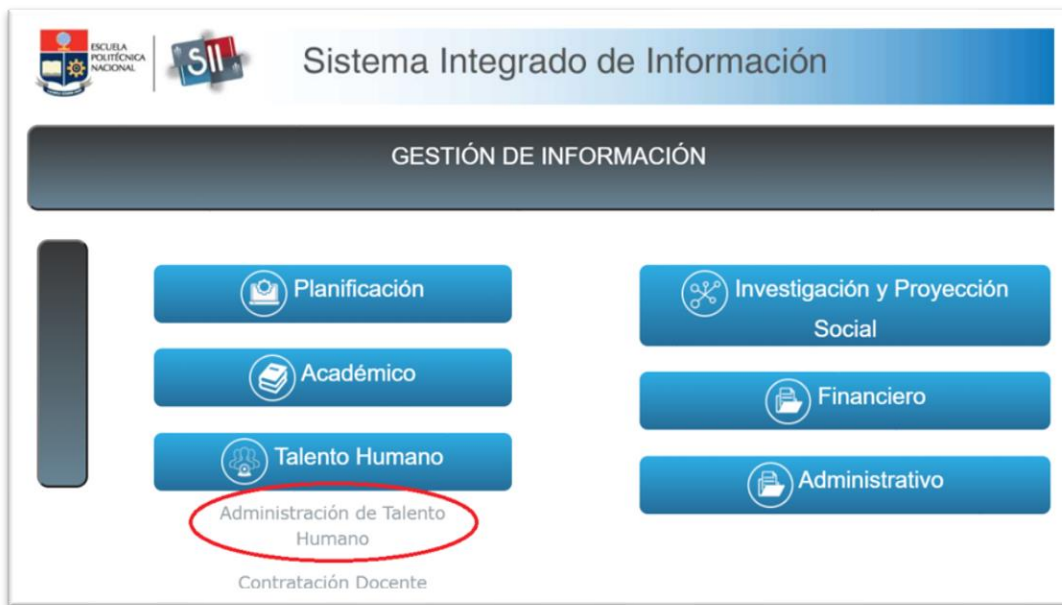 ESCUELA
POLITÉCNICA
NACIONAL
SII
Sistema Integrado de Información
GESTIÓN DE INFORMACIÓN
Planificación
Académico
Talento Humano
Administración de Talento
Humano
Contratación Docente
Investigación y Proyección
Social
Financiero
Administrativo